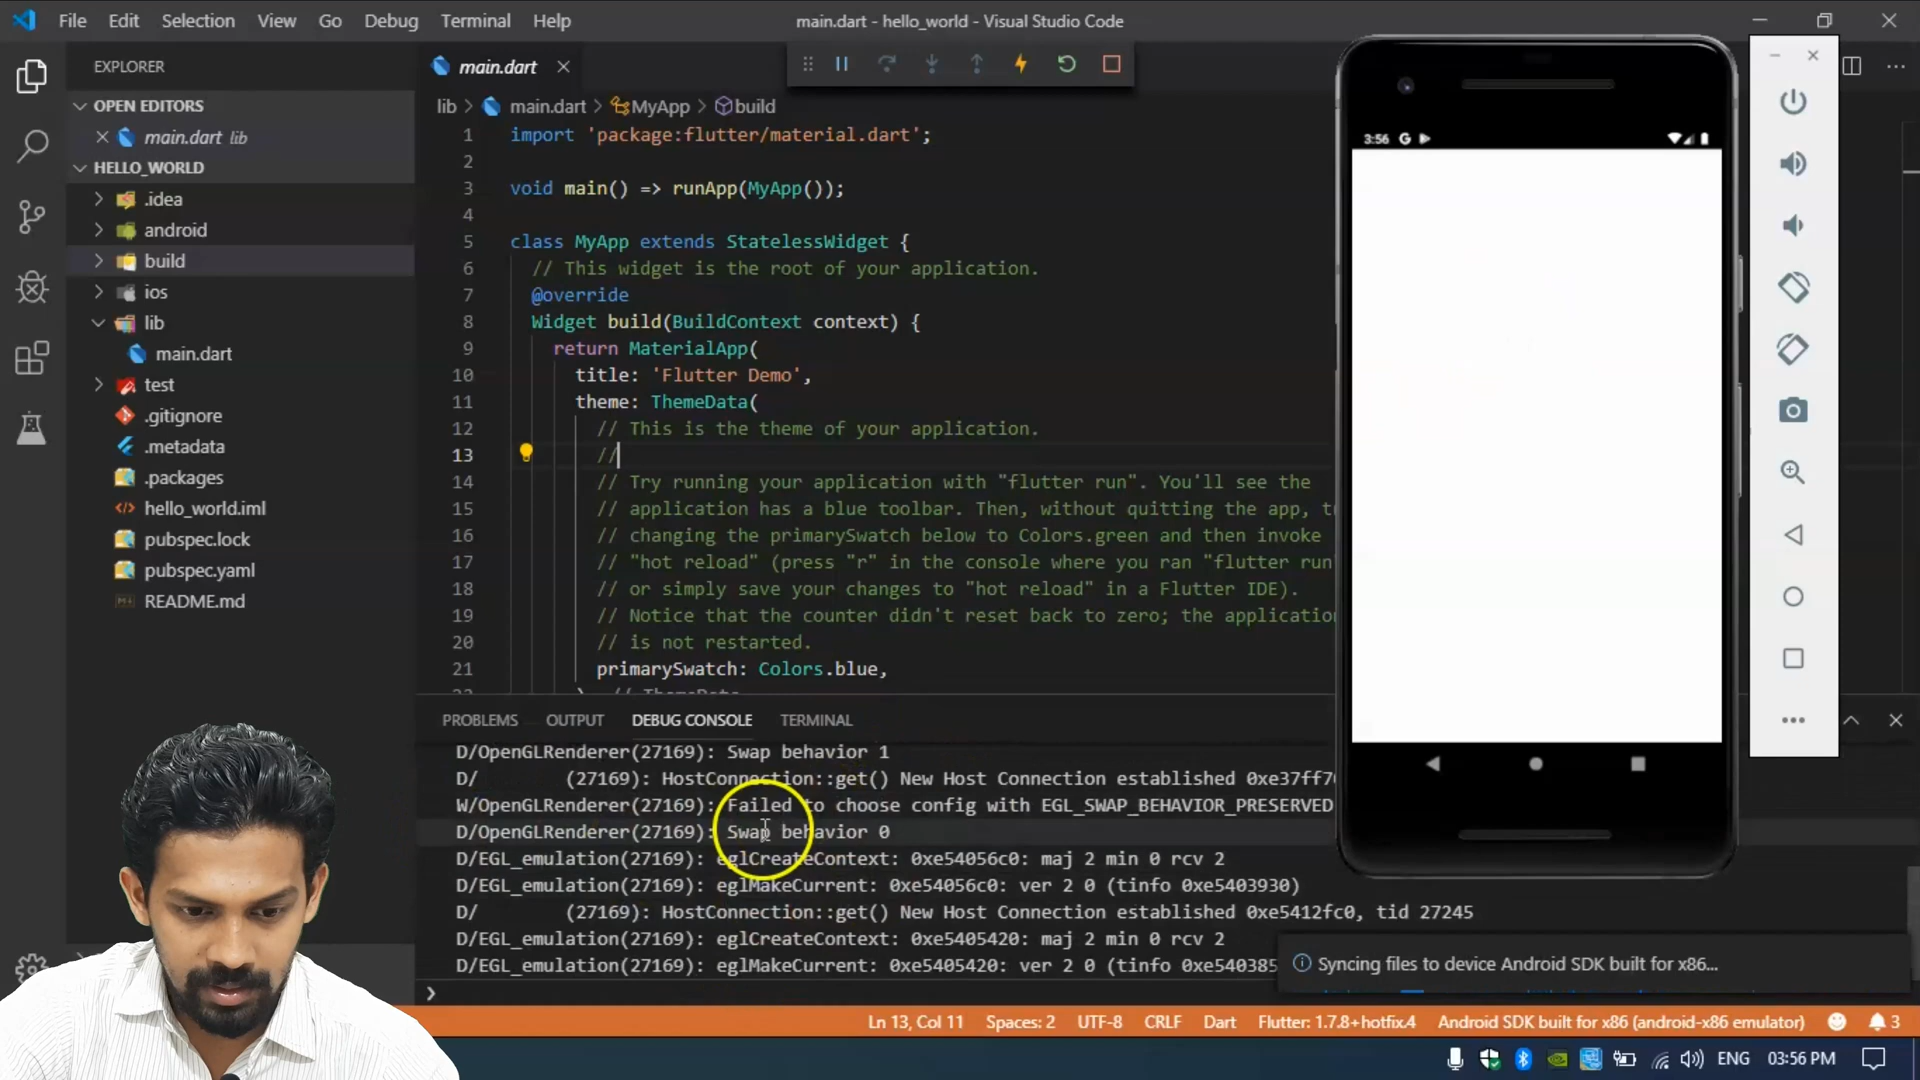 File Edit Selection View Go Debug Terminal Help
main.dart - hello_world - Visual Studio Code
EXPLORER
OPEN EDITORS
main.dart lib
HELLO_WORLD
.idea
android
build
ios
lib
main.dart
test
.gitignore
.metadata
.packages
hello_world.iml
pubspec.lock
pubspec.yaml
README.md
main.dart
lib > main.dart > MyApp > build
1 import 'package:flutter/material.dart';
2
3 void main() => runApp(MyApp());
4
5 class MyApp extends StatelessWidget {
6 // This widget is the root of your application.
7 @override
8 Widget build(BuildContext context) {
9 return MaterialApp(
10 title: 'Flutter Demo',
11 theme: ThemeData(
12 // This is the theme of your application.
13 //
14 // Try running your application with "flutter run". You'll see the
15 // application has a blue toolbar. Then, without quitting the app, t
16 // changing the primarySwatch below to Colors.green and then invoke
17 // "hot reload" (press "r" in the console where you ran "flutter run"
18 // or simply save your changes to "hot reload" in a Flutter IDE).
19 // Notice that the counter didn't reset back to zero; the application
20 // is not restarted.
21 primarySwatch: Colors.blue,
) // ThemeData
3:56 G
PROBLEMS OUTPUT DEBUG CONSOLE TERMINAL
D/OpenGLRenderer(27169): Swap behavior 1
D/ (27169): HostConnection::get() New Host Connection established 0xe37ff7
W/OpenGLRenderer(27169): Failed to choose config with EGL_SWAP_BEHAVIOR_PRESERVED
D/OpenGLRenderer(27169): Swap behavior 0
D/EGL_emulation(27169): eglCreateContext: 0xe54056c0: maj 2 min 0 rcv 2
D/EGL_emulation(27169): eglMakeCurrent: 0xe54056c0: ver 2 0 (tinfo 0xe5403930)
D/ (27169): HostConnection::get() New Host Connection established 0xe5412fc0, tid 27245
D/EGL_emulation(27169): eglCreateContext: 0xe5405420: maj 2 min 0 rcv 2
D/EGL_emulation(27169): eglMakeCurrent: 0xe5405420: ver 2 0 (tinfo 0xe540385
Syncing files to device Android SDK built for x86...
Ln 13, Col 11 Spaces: 2 UTF-8 CRLF Dart Flutter: 1.7.8+hotfix.4 Android SDK built for x86 (android-x86 emulator) 3
ENG 03:56 PM